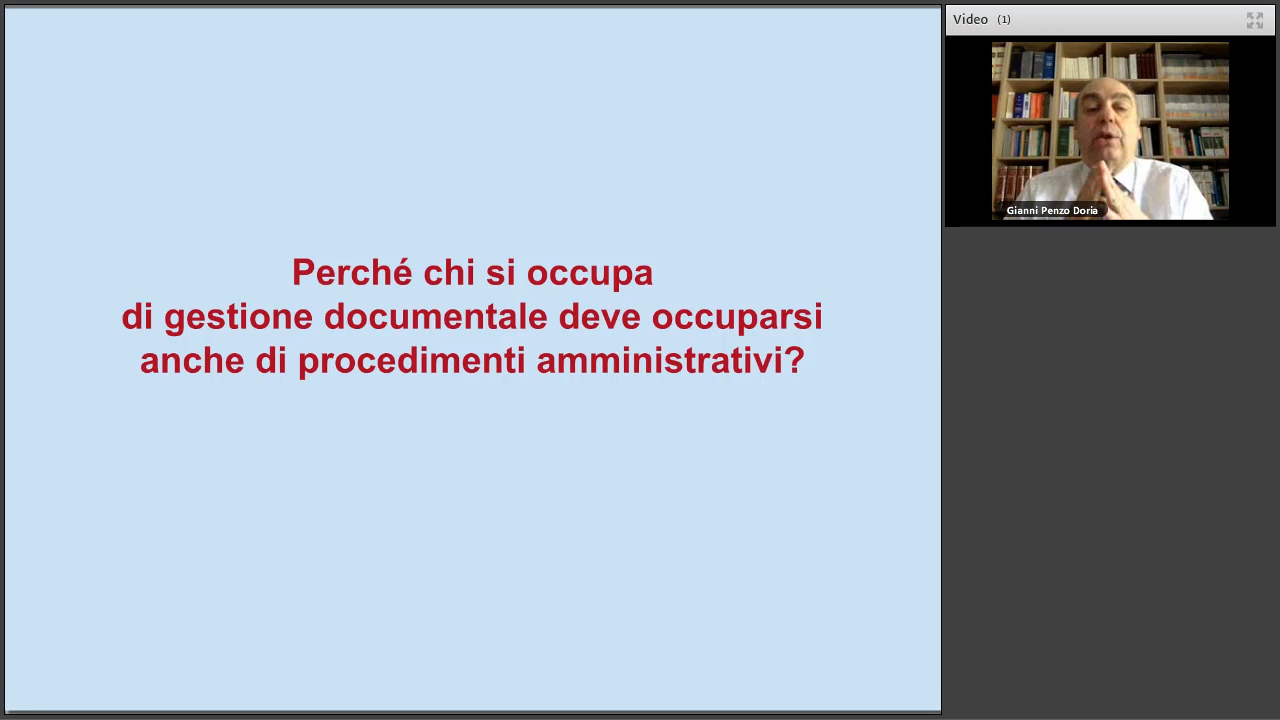 Perché chi si occupa
di gestione documentale deve occuparsi
anche di procedimenti amministrativi?
Video (1)
Gianni Penzo Doria